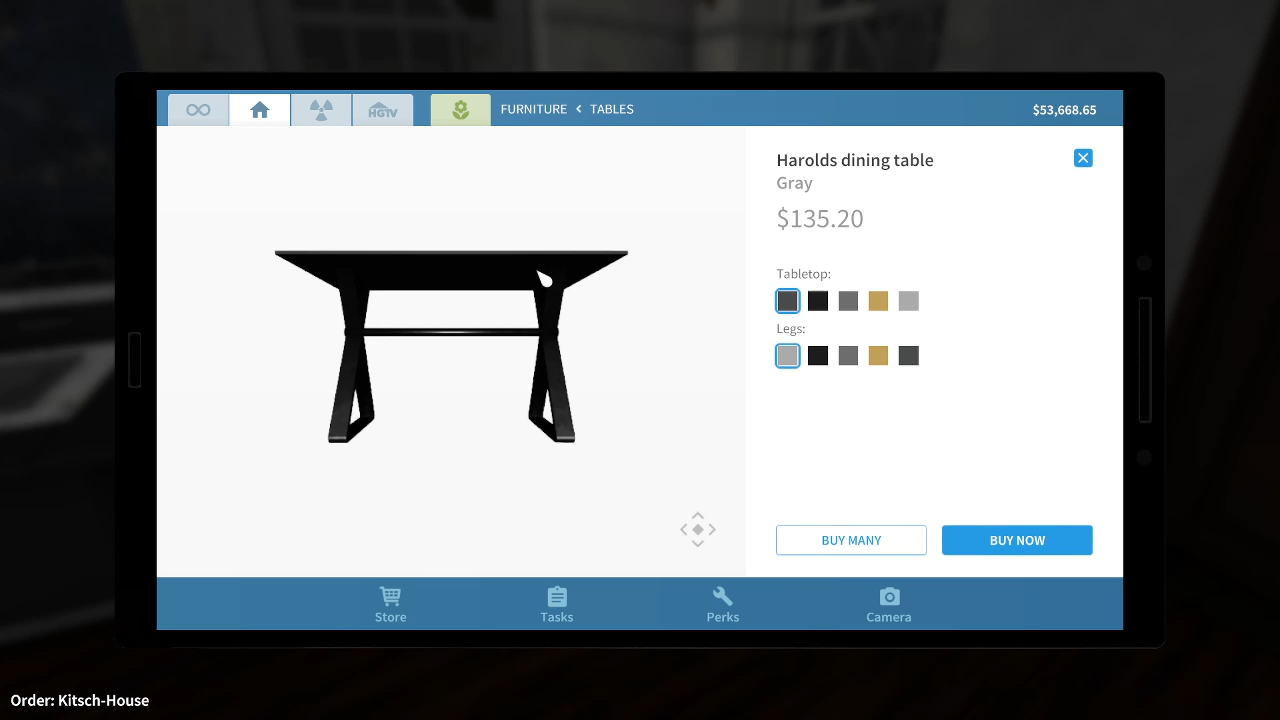 HGTV
FURNITURE < TABLES
$53,668.65
Harolds dining table
Gray
$135.20
Tabletop:
Legs:
BUY MANY
BUY NOW
Store
Tasks
Perks
Camera
Order: Kitsch-House